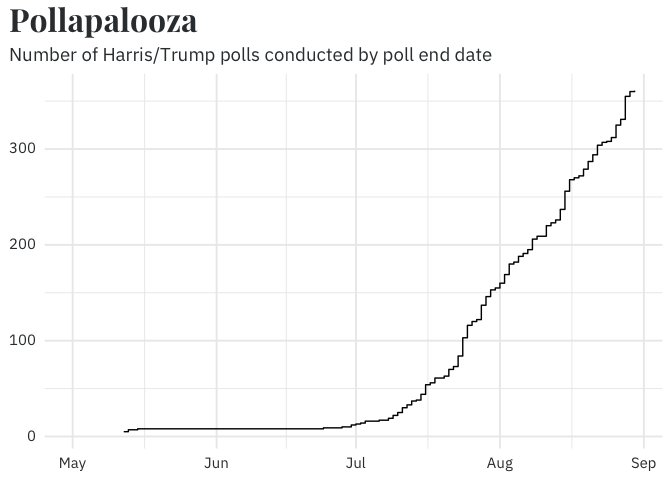 Pollapalooza
Number of Harris/Trump polls conducted by poll end date
300
200
100
0
May Jun Jul Aug Sep